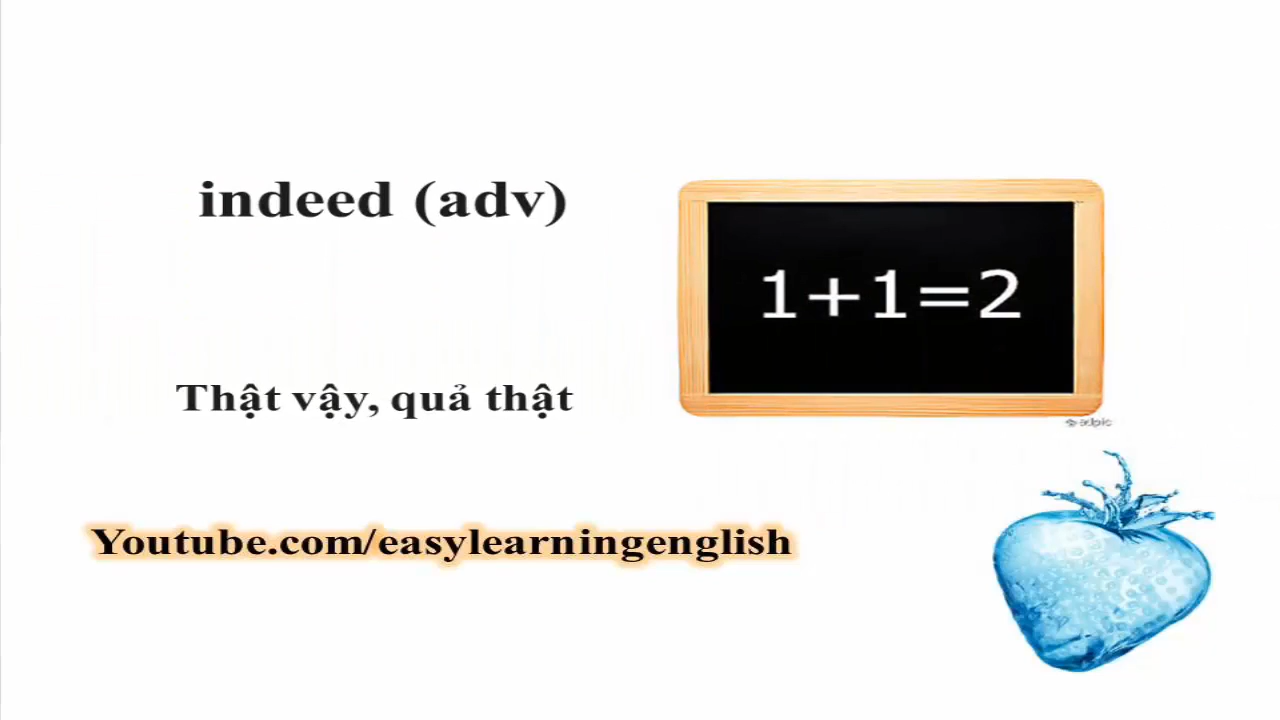 indeed (adv)
1+1=2
Thật vậy, quả thật
Youtube.com/easylearningenglish